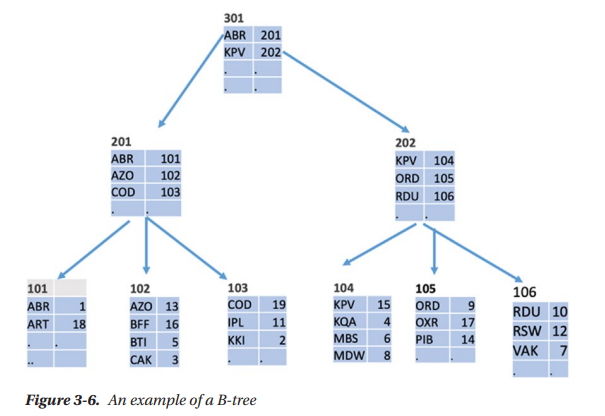 301
ABR 201
KPV 202
. .
. .
201
ABR 101
AZO 102
COD 103
. .
202
KPV 104
ORD 105
RDU 106
. .
101
ABR 1
ART 18
. .
..
102
AZO 13
BFF 16
BTI 5
CAK 3
103
COD 19
IPL 11
KKI 2
. .
104
KPV 15
KQA 4
MBS 6
MDW 8
105
ORD 9
OXR 17
PIB 14
106
RDU 10
RSW 12
VAK 7
. .
Figure 3-6. An example of a B-tree